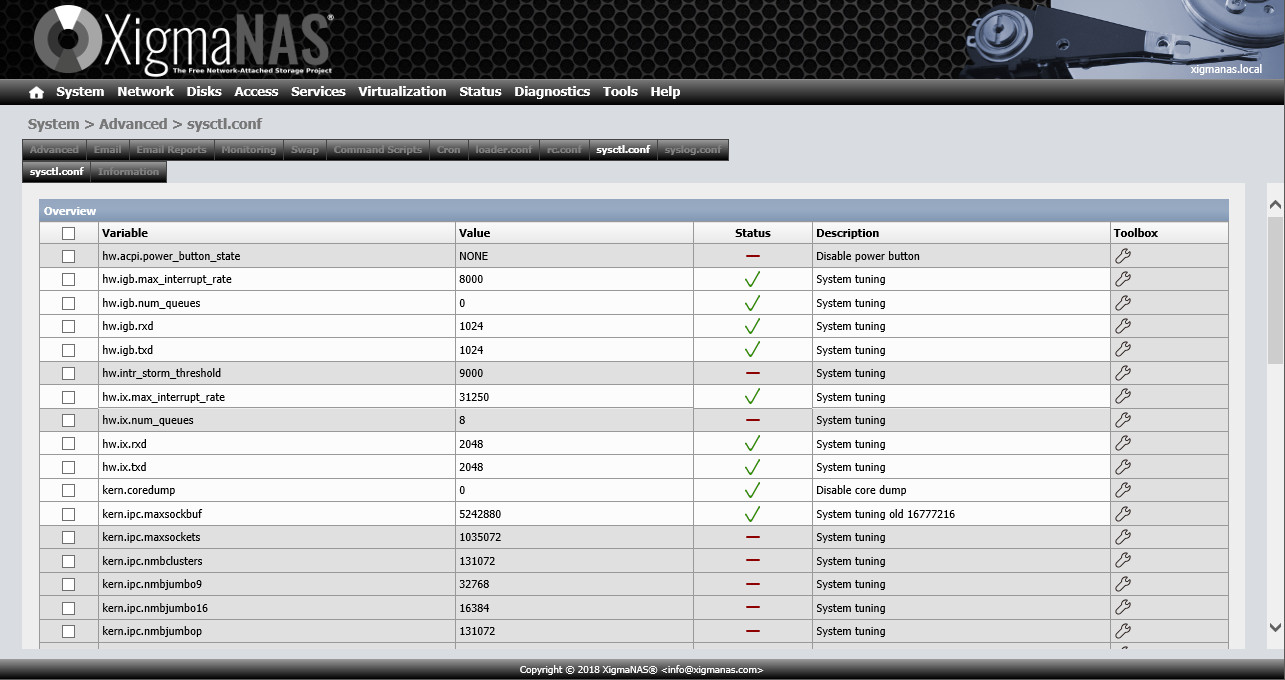 XigmaNAS®
The Free Network-Attached Storage Project
xigmanas.local
System Network Disks Access Services Virtualization Status Diagnostics Tools Help
System > Advanced > sysctl.conf
Advanced Email Email Reports Monitoring Swap Command Scripts Cron loader.conf rc.conf sysctl.conf syslog.conf
sysctl.conf Information
Overview
Variable Value Status Description Toolbox
hw.acpi.power_button_state NONE Disable power button
hw.igb.max_interrupt_rate 8000 System tuning
hw.igb.num_queues 0 System tuning
hw.igb.rxd 1024 System tuning
hw.igb.txd 1024 System tuning
hw.intr_storm_threshold 9000 System tuning
hw.ix.max_interrupt_rate 31250 System tuning
hw.ix.num_queues 8 System tuning
hw.ix.rxd 2048 System tuning
hw.ix.txd 2048 System tuning
kern.coredump 0 Disable core dump
kern.ipc.maxsockbuf 5242880 System tuning old 16777216
kern.ipc.maxsockets 1035072 System tuning
kern.ipc.nmbclusters 131072 System tuning
kern.ipc.nmbjumbo9 32768 System tuning
kern.ipc.nmbjumbo16 16384 System tuning
kern.ipc.nmbjumbop 131072 System tuning
Copyright © 2018 XigmaNAS® <info@xigmanas.com>